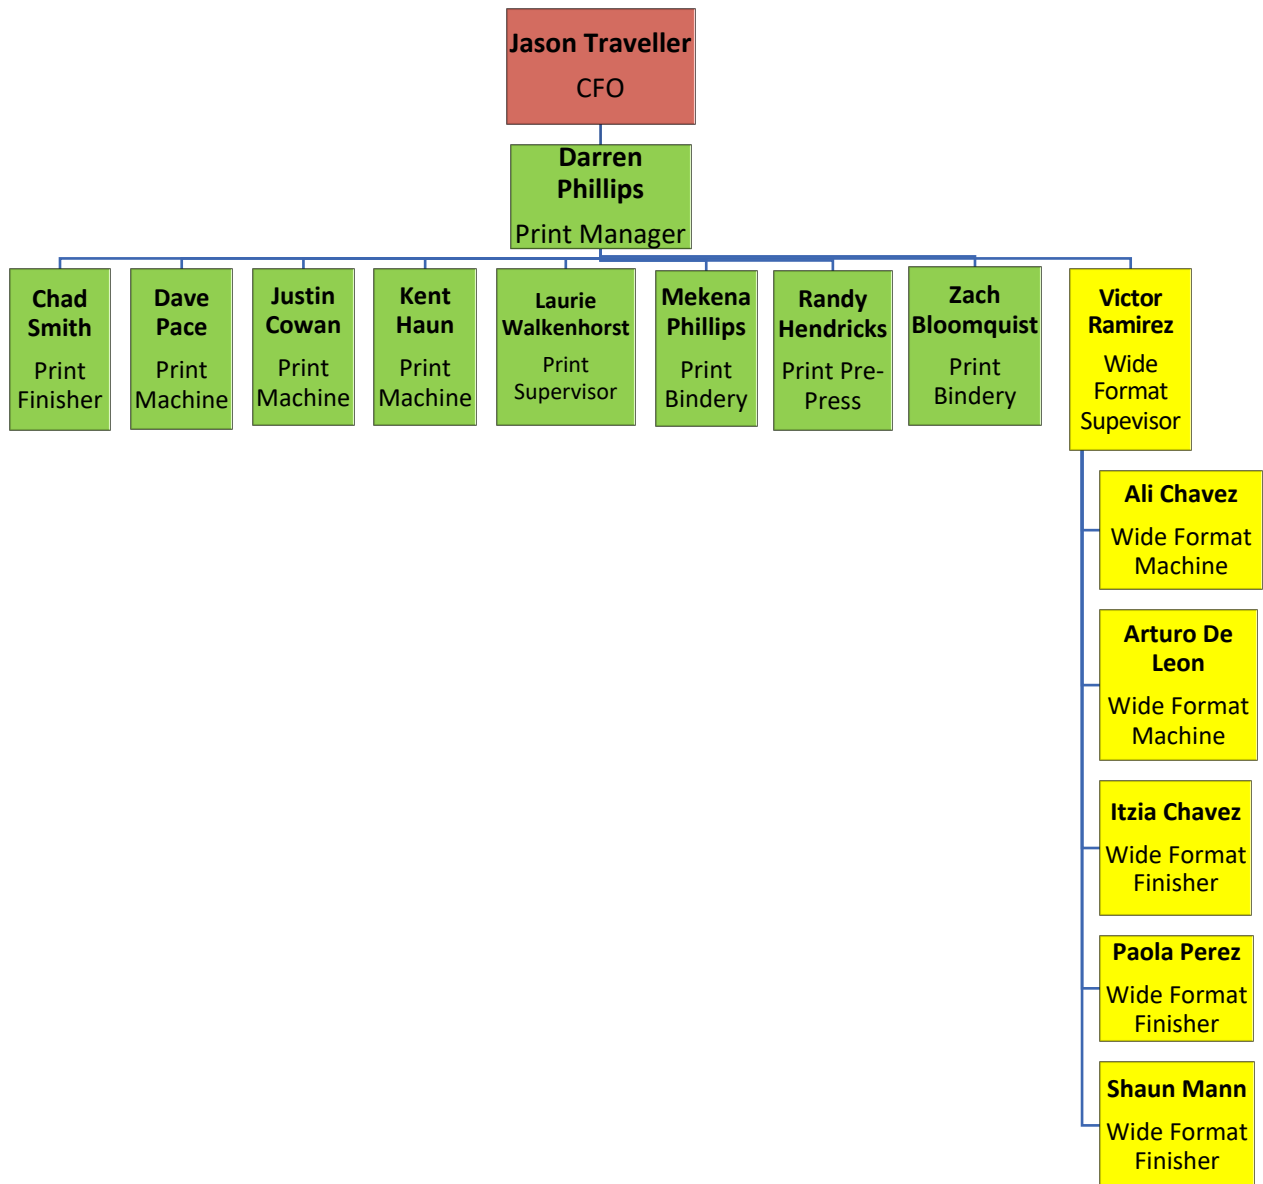 Jason Traveller
CFO
Darren
Phillips
Print Manager
Chad
Smith
Print
Finisher
Dave
Pace
Print
Machine
Justin
Cowan
Print
Machine
Kent
Haun
Print
Machine
Laurie
Walkenhorst
Print
Supervisor
Mekena
Phillips
Print
Bindery
Randy
Hendricks
Print Pre-
Press
Zach
Bloomquist
Print
Bindery
Victor
Ramirez
Wide
Format
Supevisor
Ali Chavez
Wide Format
Machine
Arturo De
Leon
Wide Format
Machine
Itzia Chavez
Wide Format
Finisher
Paola Perez
Wide Format
Finisher
Shaun Mann
Wide Format
Finisher